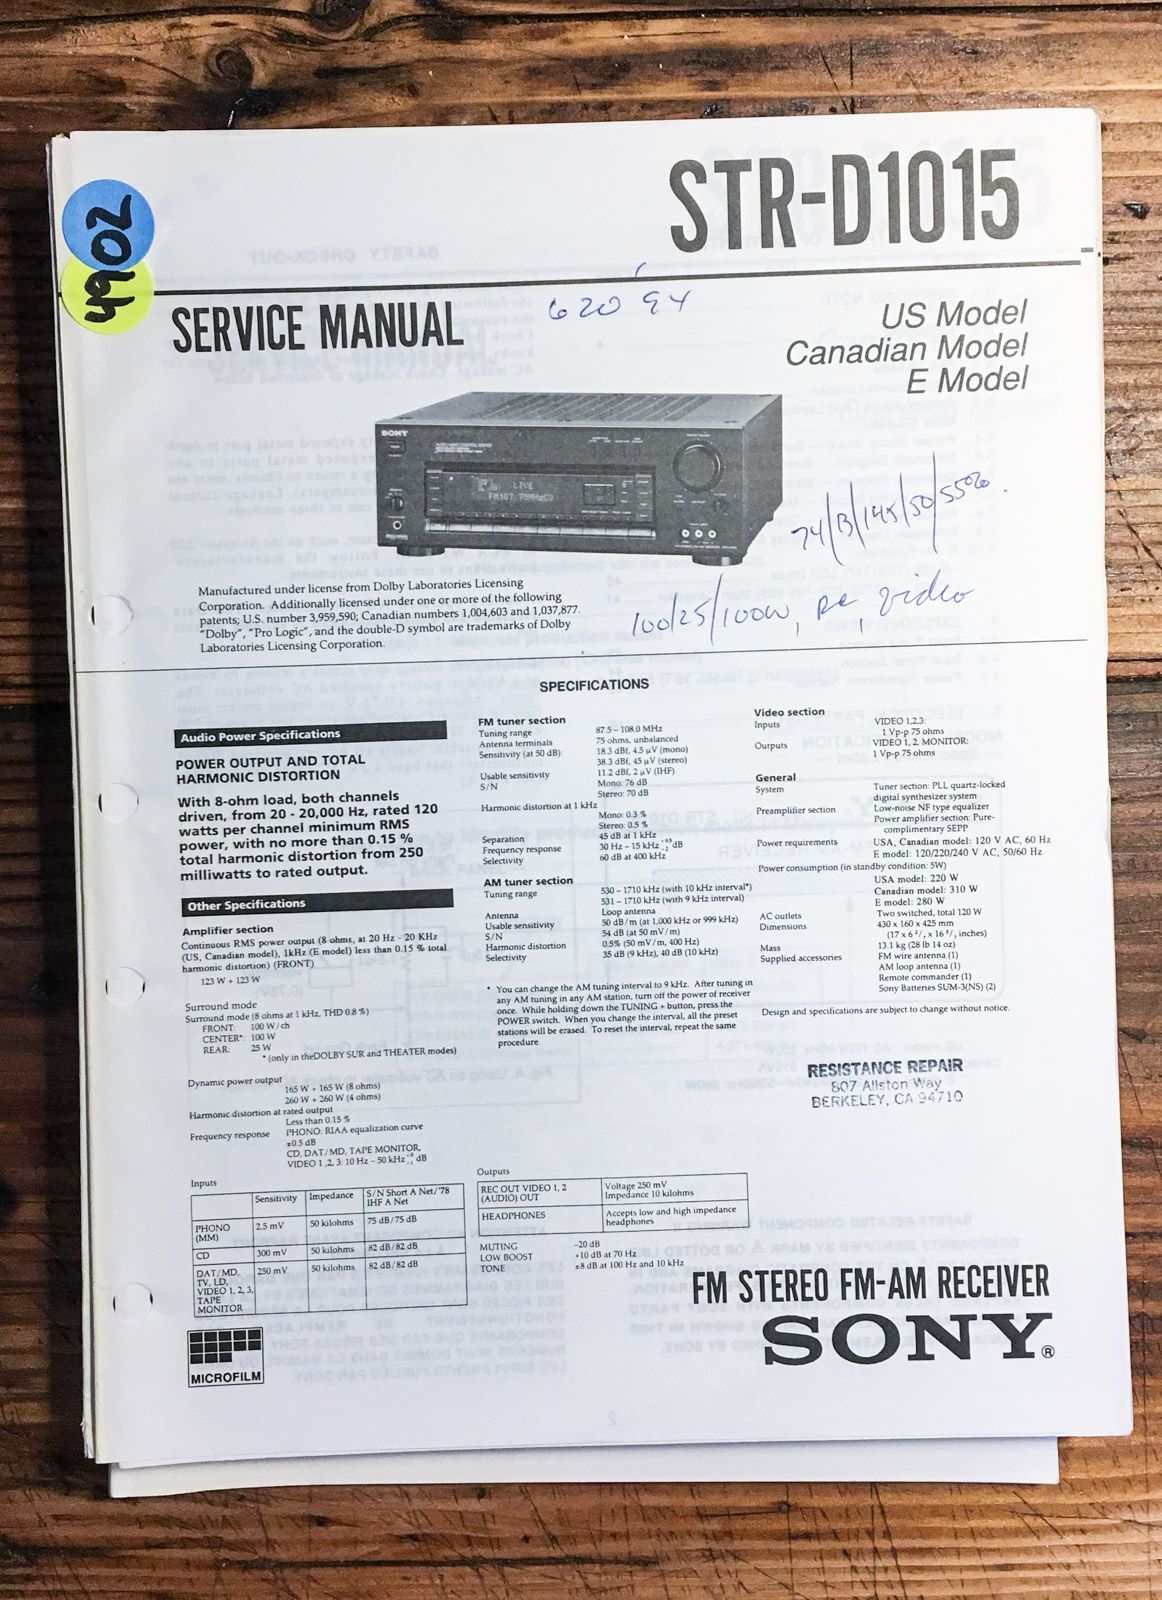 4902
STR-D1015
SERVICE MANUAL
6 20 94
US Model
Canadian Model
E Model
SONY
LIVE
FM107.75MHzC3
74/B/145/50/55%.
100/25/100W, pc, video
Manufactured under license from Dolby Laboratories Licensing
Corporation. Additionally licensed under one or more of the following
patents; U.S. number 3,959,590; Canadian numbers 1,004,603 and 1,037,877.
"Dolby", "Pro Logic", and the double-D symbol are trademarks of Dolby
Laboratories Licensing Corporation.
SPECIFICATIONS
Audio Power Specifications
POWER OUTPUT AND TOTAL
HARMONIC DISTORTION
With 8-ohm load, both channels
driven, from 20 - 20,000 Hz, rated 120
watts per channel minimum RMS
power, with no more than 0.15 %
total harmonic distortion from 250
milliwatts to rated output.
Other Specifications
Amplifier section
Continuous RMS power output (8 ohms, at 20 Hz - 20 KHz
(US, Canadian model), 1kHz (E model) less than 0.15 % total
harmonic distortion) (FRONT)
123 W + 123 W
Surround mode
Surround mode (8 ohms at 1 kHz, THD 0.8 %)
FRONT: 100 W/ch
CENTER*: 100 W
REAR: 25 W
* (only in theDOLBY SUR and THEATER modes)
Dynamic power output
165 W + 165 W (8 ohms)
260 W + 260 W (4 ohms)
Harmonic distortion at rated output
Less than 0.15 %
Frequency response PHONO: RIAA equalization curve
±0.5 dB
CD, DAT/MD, TAPE MONITOR,
VIDEO 1, 2, 3: 10 Hz – 50 kHz dB
Inputs
Sensitivity Impedance S/N Short A Net/'78 IHF A Net
PHONO (MM) 2.5 mV 50 kilohms 75 dB/75 dB
CD 300 mV 50 kilohms 82 dB/82 dB
DAT/MD, TV, LD, VIDEO 1, 2, 3, TAPE MONITOR 250 mV 50 kilohms 82 dB/82 dB
MICROFILM
FM tuner section
Tuning range 87.5 – 108.0 MHz
Antenna terminals 75 ohms, unbalanced
Sensitivity (at 50 dB): 18.3 dBf, 4.5 µV (mono)
38.3 dBf, 45 µV (stereo)
Usable sensitivity 11.2 dBf, 2 µV (IHF)
S/N Mono: 76 dB
Stereo: 70 dB
Harmonic distortion at 1 kHz
Mono: 0.3 %
Stereo: 0.5 %
Separation 45 dB at 1 kHz
Frequency response 30 Hz – 15 kHz dB
Selectivity 60 dB at 400 kHz
AM tuner section
Tuning range 530 - 1710 kHz (with 10 kHz interval*)
531 – 1710 kHz (with 9 kHz interval)
Antenna Loop antenna
Usable sensitivity 50 dB/m (at 1,000 kHz or 999 kHz)
S/N 54 dB (at 50 mV/m)
Harmonic distortion 0.5% (50 mV/m, 400 Hz)
Selectivity 35 dB (9 kHz), 40 dB (10 kHz)
* You can change the AM tuning interval to 9 kHz. After tuning in
any AM tuning in any AM station, turn off the power of receiver
once. While holding down the TUNING + button, press the
POWER switch. When you change the interval, all the preset
stations will be erased. To reset the interval, repeat the same
procedure.
Outputs
REC OUT VIDEO 1, 2 (AUDIO) OUT Voltage 250 mV Impedance 10 kilohms
HEADPHONES Accepts low and high impedance headphones
MUTING -20 dB
LOW BOOST +10 dB at 70 Hz
TONE ±8 dB at 100 Hz and 10 kHz
Video section
Inputs VIDEO 1,2,3:
1 Vp-p 75 ohms
Outputs VIDEO 1, 2, MONITOR:
1 Vp-p 75 ohms
General
System Tuner section: PLL quartz-locked
digital synthesizer system
Preamplifier section Low-noise NF type equalizer
Power amplifier section: Pure-
complimentary SEPP
Power requirements USA, Canadian model: 120 V AC, 60 Hz
E model: 120/220/240 V AC, 50/60 Hz
Power consumption (in standby condition: 5W)
USA model: 220 W
Canadian model: 310 W
E model: 280 W
AC outlets Two switched, total 120 W
Dimensions 430 x 160 x 425 mm
(17 x 6 , x 16 , inches)
Mass 13.1 kg (28 lb 14 oz)
Supplied accessories FM wire antenna (1)
AM loop antenna (1)
Remote commander (1)
Sony Batteries SUM-3(NS) (2)
Design and specifications are subject to change without notice.
RESISTANCE REPAIR
807 Allston Way
BERKELEY, CA 94710
FM STEREO FM-AM RECEIVER
SONY®